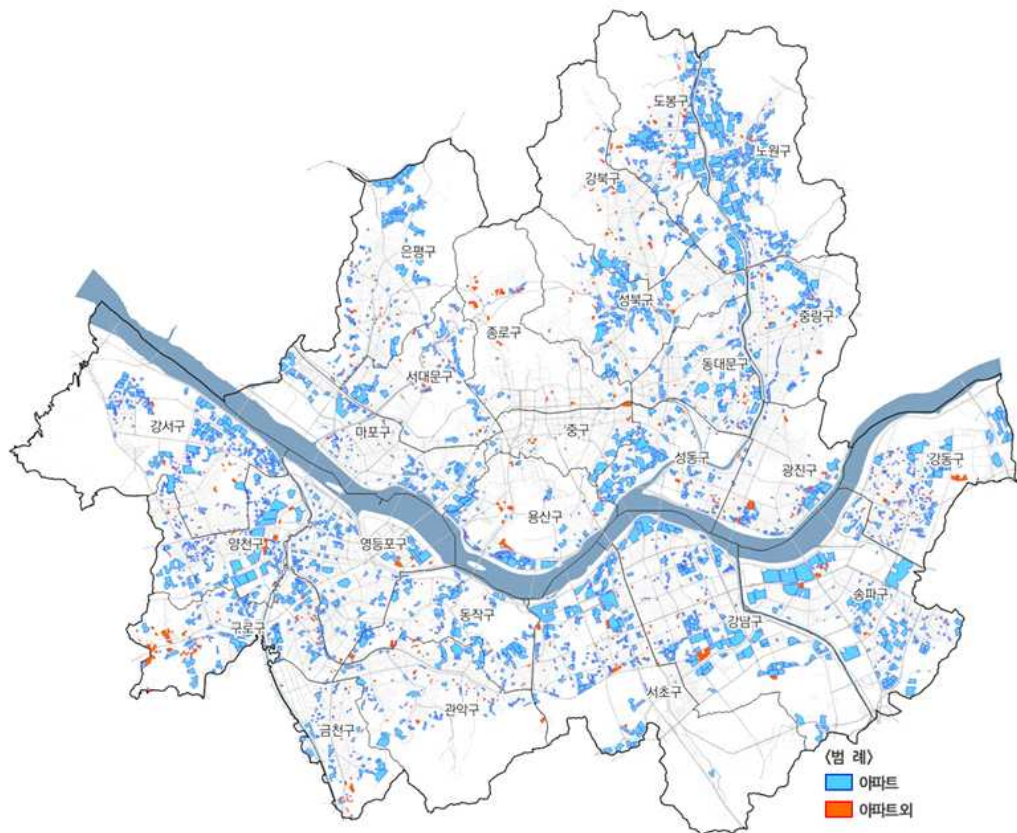 도봉구
노원구
강북구
은평구
성북구
중랑구
종로구
동대문구
서대문구
강서구
마포구
중구
성동구
광진구
강동구
용산구
양천구
영등포구
송파구
동작구
강남구
구로구
서초구
관악구
금천구
〈범 례〉
아파트
아파트외